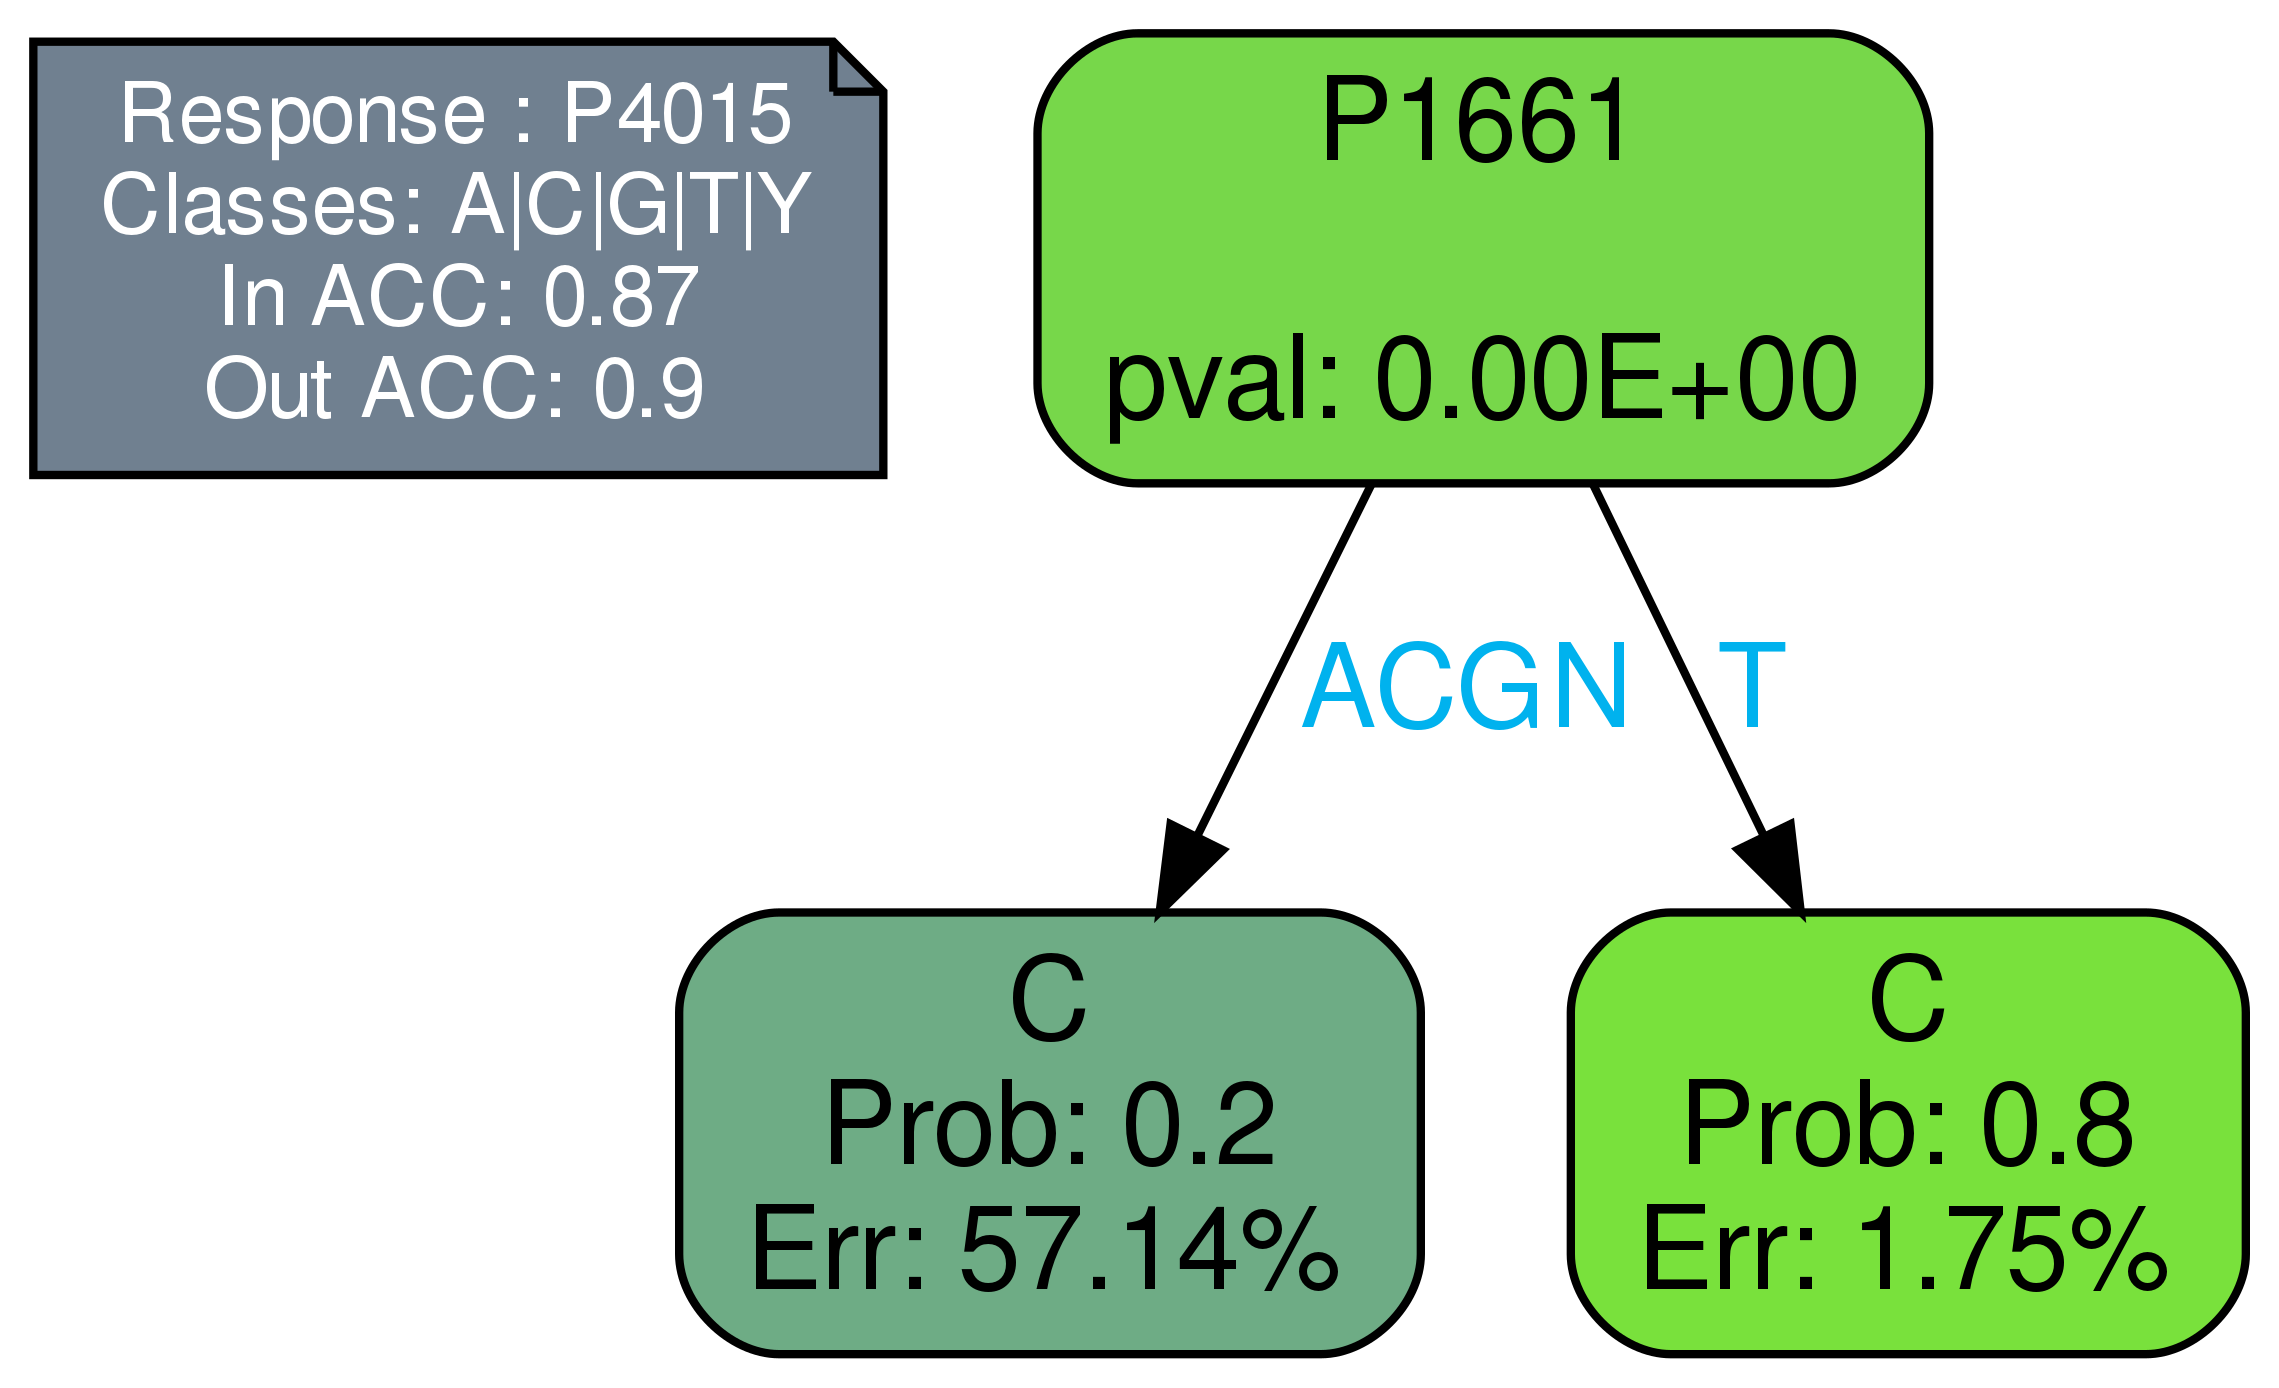 Response : P4015
Classes: A|C|G|T|Y
In ACC: 0.87
Out ACC: 0.9
P1661
pval: 0.00E+00
ACGN
T
C
Prob: 0.2
Err: 57.14%
C
Prob: 0.8
Err: 1.75%